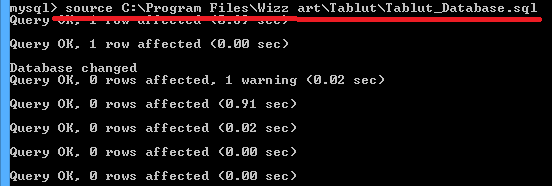 mysql> source C:\Program Files\Wizz art\Tablut\Tablut_Database.sql
Query OK, 1 row affected sec)
Query OK, 1 row affected (0.00 sec)
Database changed
Query OK, 0 rows affected, 1 warning (0.02 sec)
Query OK, 0 rows affected (0.91 sec)
Query OK, 0 rows affected (0.02 sec)
Query OK, 0 rows affected (0.00 sec)
Query OK, 0 rows affected (0.00 sec)